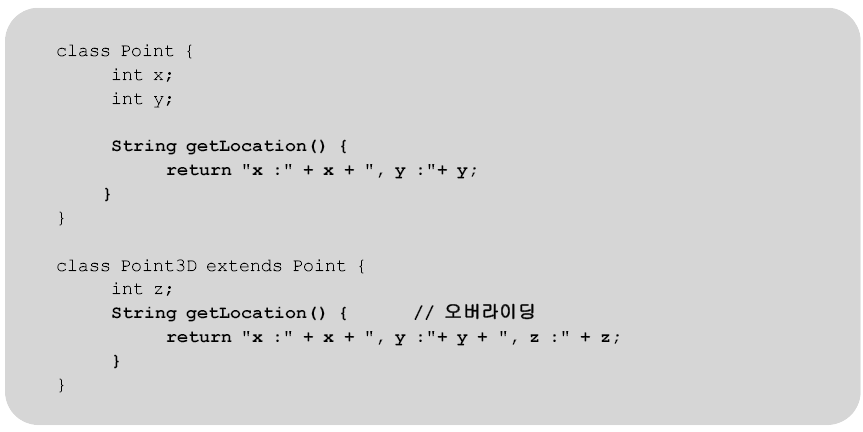 class Point {
int x;
int y;
String getLocation() {
return "x :" + x + ", y :"+ y;
}
}
class Point3D extends Point {
int z;
String getLocation() { // 오버라이딩
return "x :" + x + ", y :"+ y + ", z :" + z;
}
}